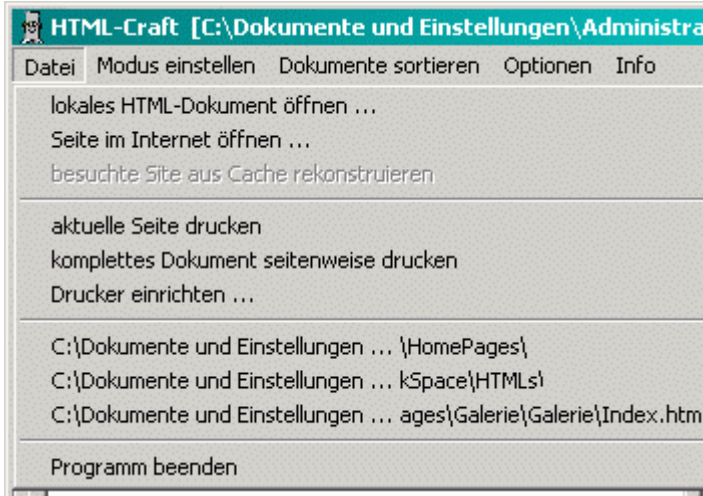 HTML-Craft [C:\Dokumente und Einstellungen\Administra
Datei Modus einstellen Dokumente sortieren Optionen Info
lokales HTML-Dokument öffnen ...
Seite im Internet öffnen ...
besuchte Site aus Cache rekonstruieren
aktuelle Seite drucken
komplettes Dokument seitenweise drucken
Drucker einrichten ...
C:\Dokumente und Einstellungen ... \HomePages\
C:\Dokumente und Einstellungen ... kSpace\HTMLs\
C:\Dokumente und Einstellungen ... ages\Galerie\Galerie\Index.htm
Programm beenden